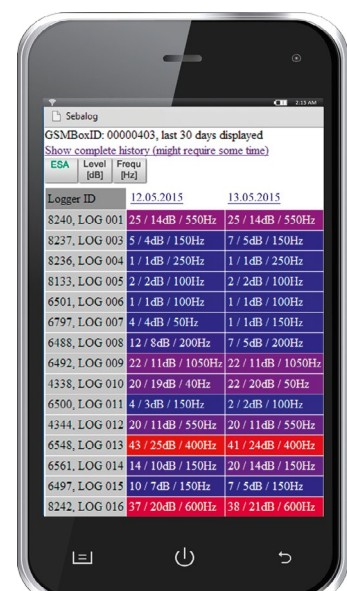 2:15 AM
Sebalog
GSMBoxID: 00000403, last 30 days displayed
Show complete history (might require some time)
ESA Level [dB] Frequ [Hz]
Logger ID 12.05.2015 13.05.2015
8240, LOG 001 25 / 14dB / 550Hz 25 / 14dB / 550Hz
8237, LOG 003 5 / 4dB / 150Hz 7 / 5dB / 200Hz
8236, LOG 004 1 / 1dB / 250Hz 1 / 1dB / 250Hz
8133, LOG 005 2 / 2dB / 100Hz 2 / 2dB / 100Hz
6501, LOG 006 1 / 1dB / 100Hz 1 / 1dB / 100Hz
6797, LOG 007 4 / 4dB / 50Hz 1 / 1dB / 150Hz
6488, LOG 008 12 / 8dB / 200Hz 7 / 5dB / 200Hz
6492, LOG 009 22 / 11dB / 1050Hz 22 / 11dB / 1050Hz
4338, LOG 010 20 / 19dB / 40Hz 22 / 20dB / 50Hz
6500, LOG 011 4 / 3dB / 150Hz 2 / 2dB / 100Hz
4344, LOG 012 20 / 11dB / 550Hz 20 / 11dB / 550Hz
6548, LOG 013 43 / 25dB / 400Hz 41 / 24dB / 400Hz
6561, LOG 014 14 / 10dB / 150Hz 20 / 14dB / 150Hz
6497, LOG 015 10 / 7dB / 150Hz 7 / 5dB / 100Hz
8242, LOG 016 37 / 20dB / 600Hz 38 / 21dB / 600Hz